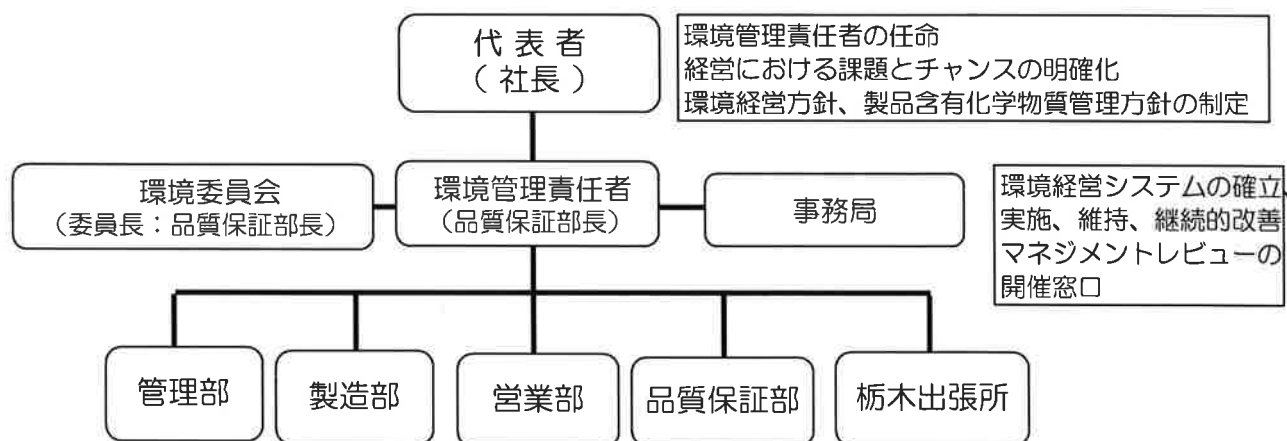 代 表 者
（ 社長 ）
環境管理責任者の任命
経営における課題とチャンスの明確化
環境経営方針、製品含有化学物質管理方針の制定
環境委員会
（委員長：品質保証部長）
環境管理責任者
（品質保証部長）
事務局
環境経営システムの確立、
実施、維持、継続的改善
マネジメントレビューの
開催窓口
管理部
製造部
営業部
品質保証部
栃木出張所